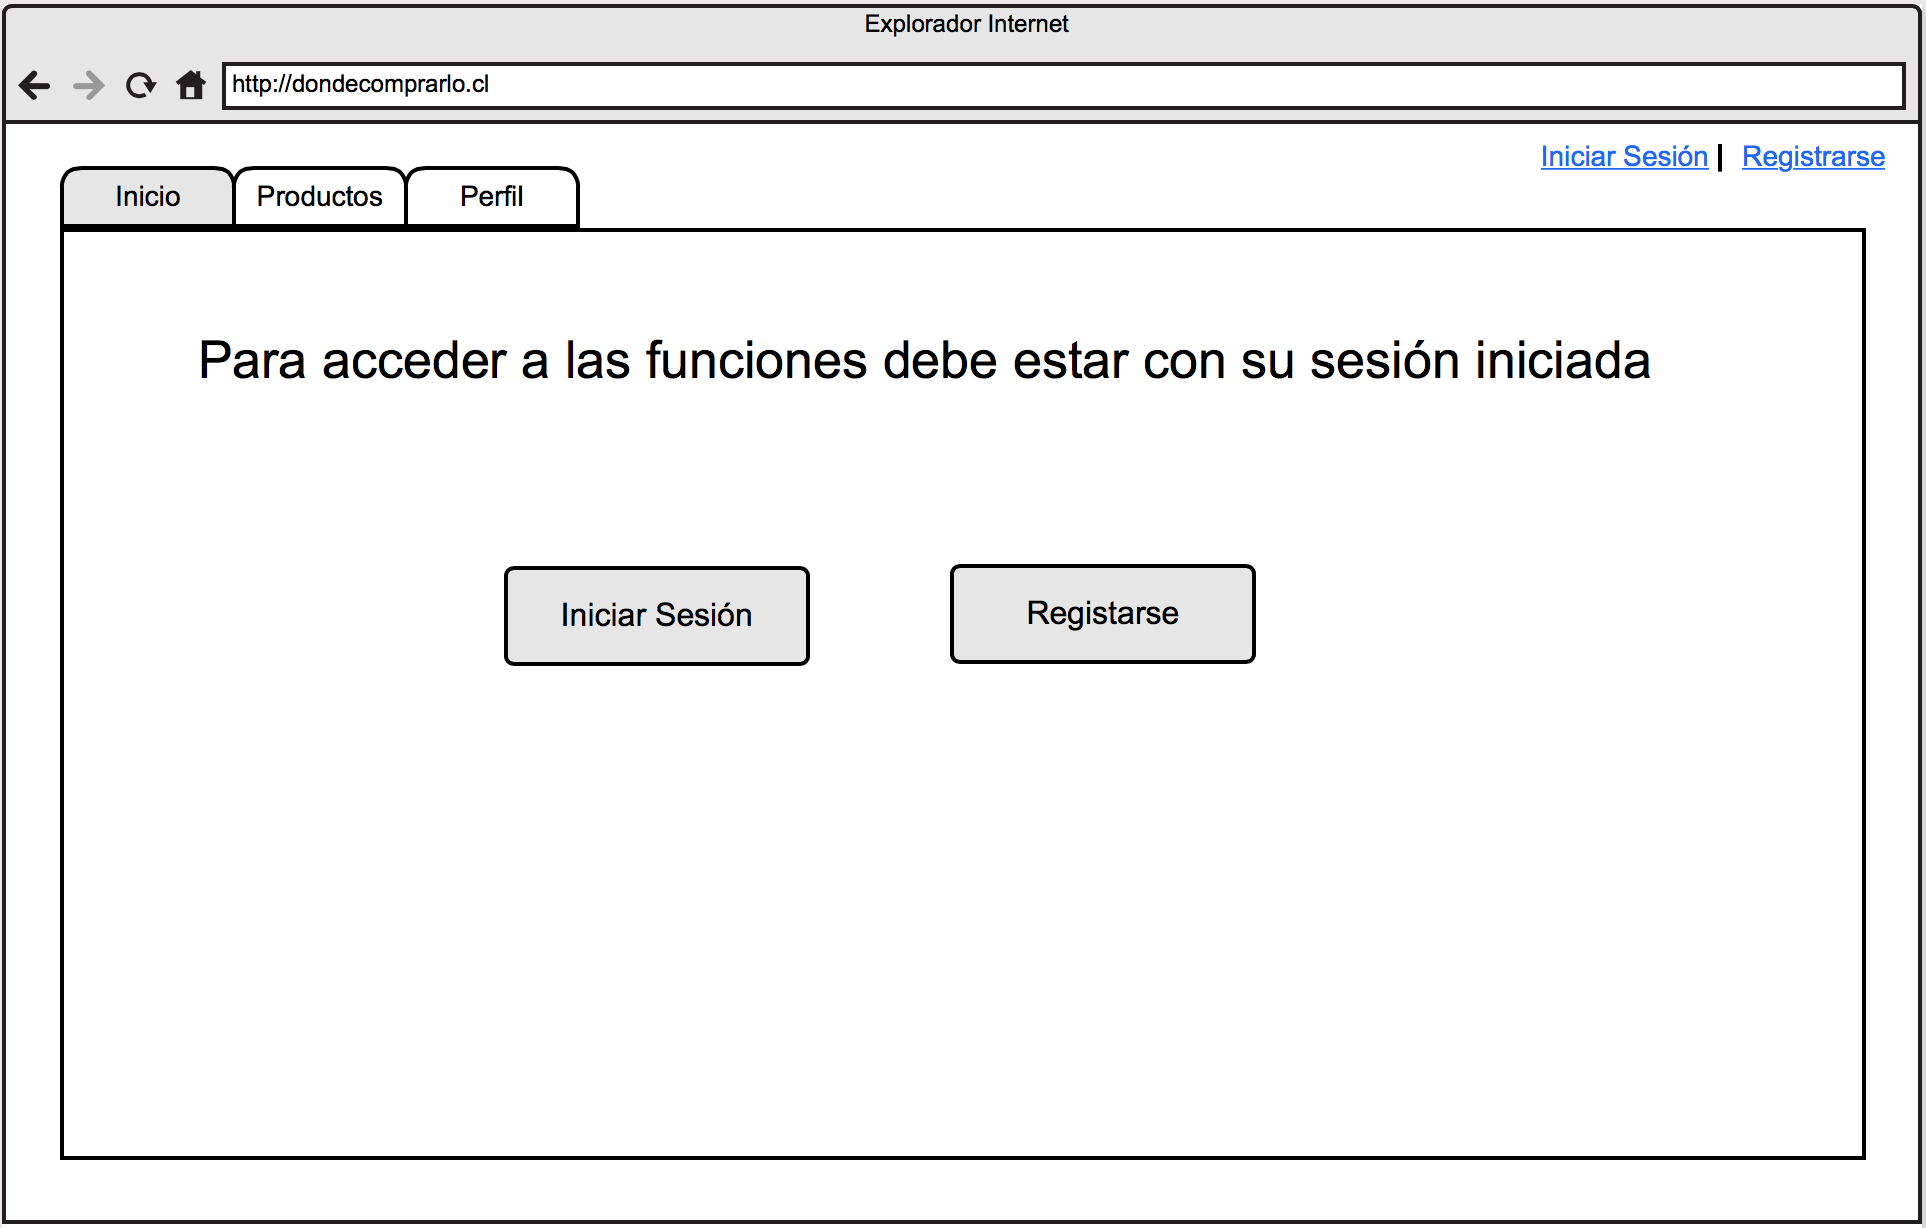 Explorador Internet
http://dondecomprarlo.cl
Iniciar Sesión | Registrarse
Inicio Productos Perfil
Para acceder a las funciones debe estar con su sesión iniciada
Iniciar Sesión Registarse